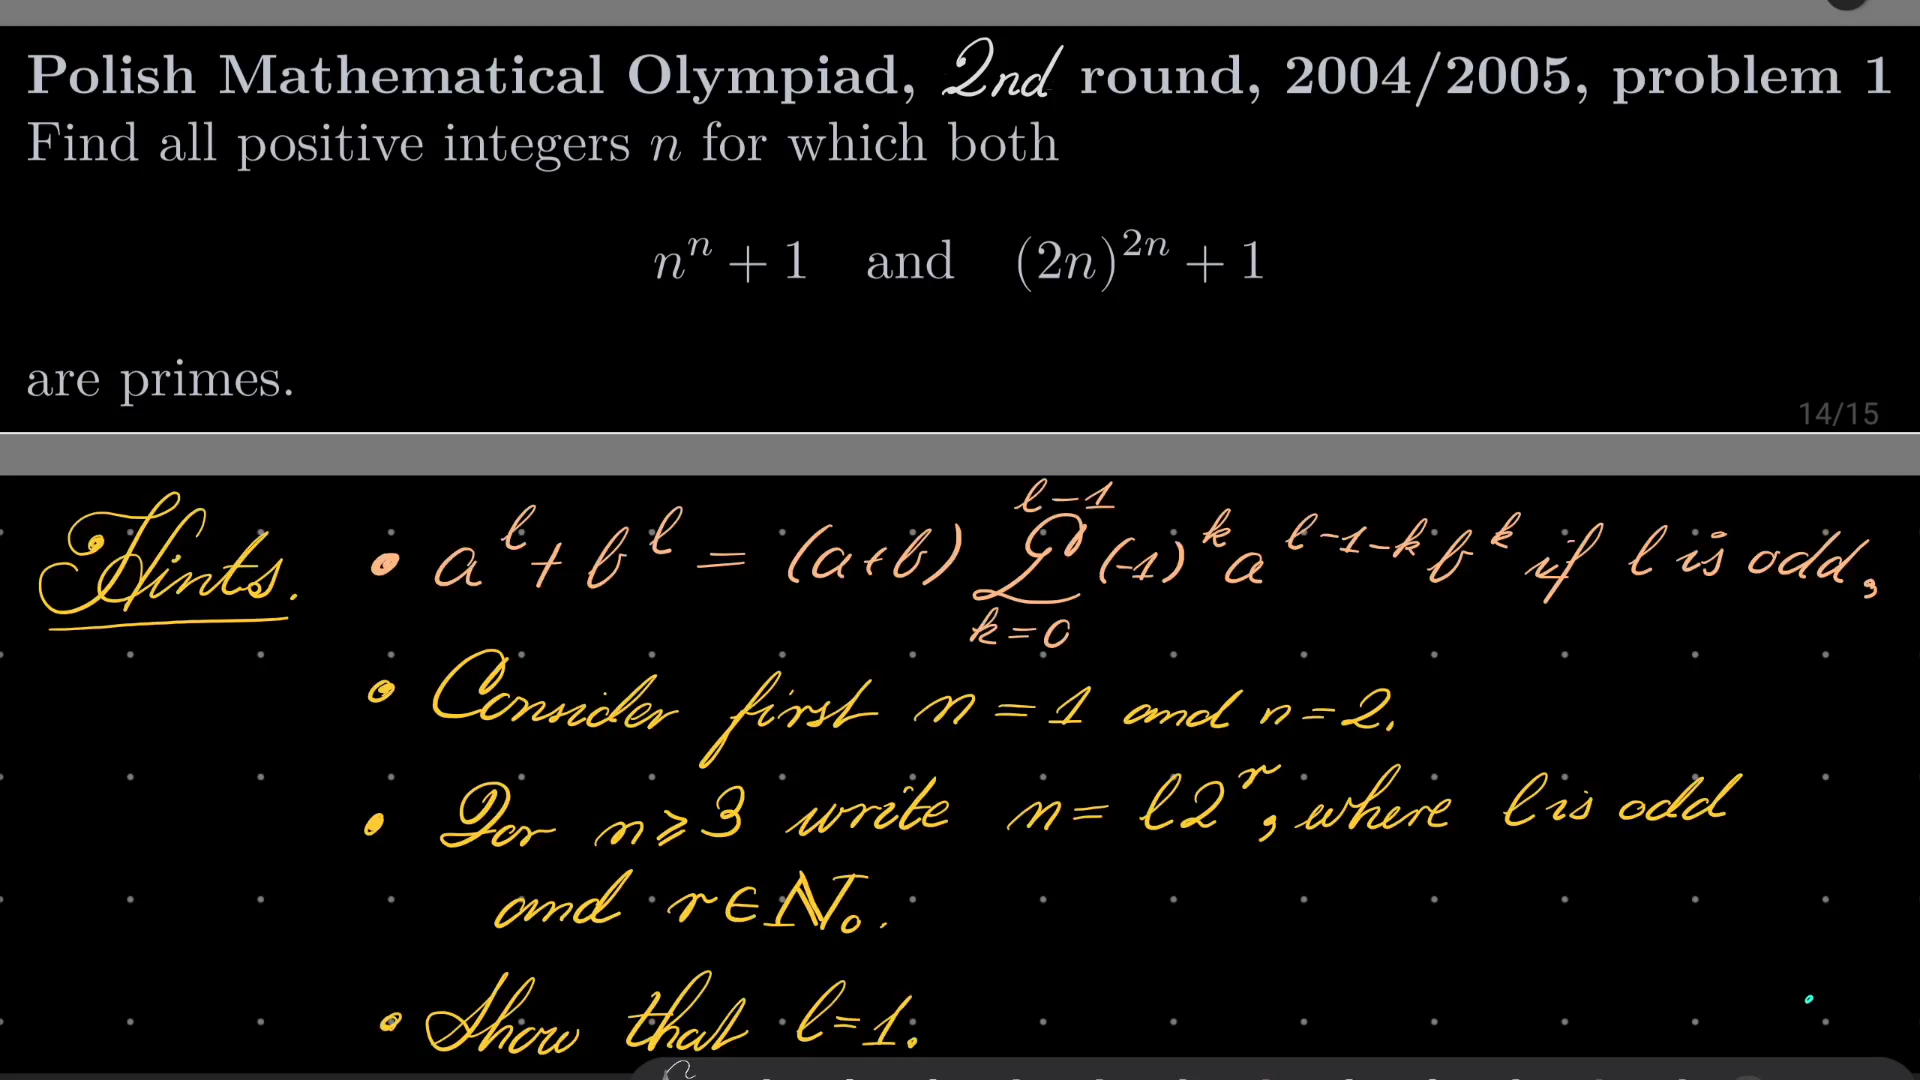 Polish Mathematical Olympiad, 2nd round, 2004/2005, problem 1
Find all positive integers n for which both
n^n + 1 and (2n)^{2n} + 1
are primes.
14/15
Hints. • a^l + b^l = (a+b) \sum_{k=0}^{l-1} (-1)^k a^{l-1-k} b^k if l is odd,
• Consider first n = 1 and n = 2.
• For n ⩾ 3 write n = l2^r, where l is odd
and r ∈ ℕ₀.
• Show that l = 1.